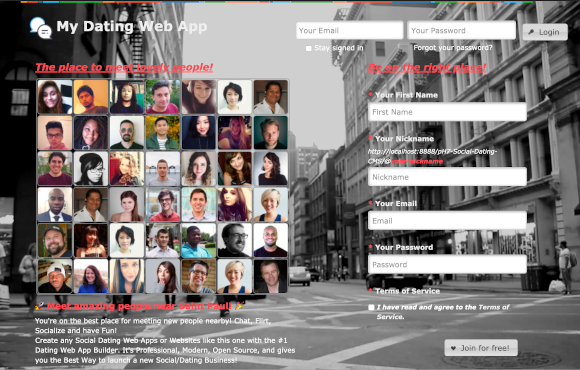 My Dating Web App
Your Email
Your Password
Login
Stay signed in
Forgot your password?
The place to meet lovely people!
Be on the right place!
* Your First Name
First Name
* Your Nickname
http://localhost:8888/pH7-Social-Dating-
CMS/@your-nickname
Nickname
* Your Email
Email
* Your Password
Password
* Terms of Service
I have read and agree to the Terms of
Service.
Join for free!
🎉 Meet amazing people near Saint Paul! 🎉
You're on the best place for meeting new people nearby! Chat, Flirt,
Socialize and have Fun!
Create any Social Dating Web Apps or Websites like this one with the #1
Dating Web App Builder. It's Professional, Modern, Open Source, and gives
you the Best Way to launch a new Social/Dating Business!